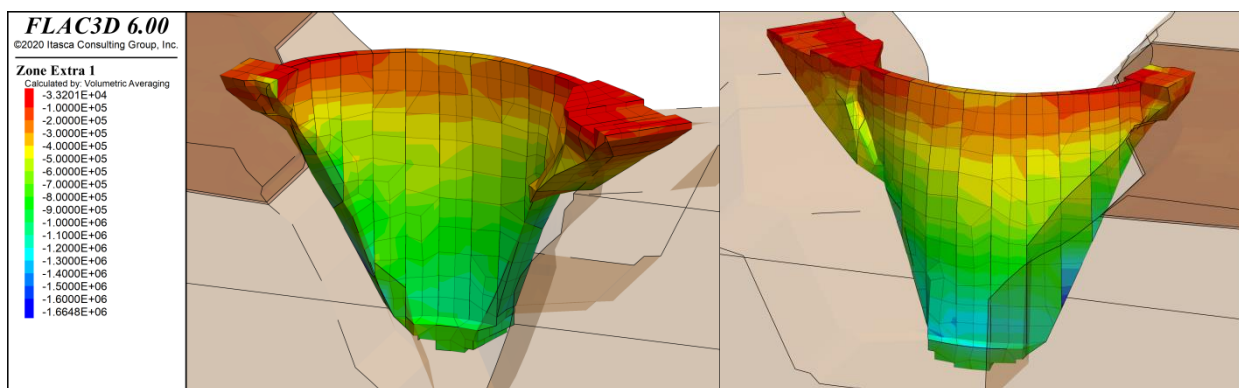 FLAC3D 6.00
©2020 Itasca Consulting Group, Inc.
Zone Extra 1
Calculated by: Volumetric Averaging
-3.3201E+04
-1.0000E+05
-2.0000E+05
-3.0000E+05
-4.0000E+05
-5.0000E+05
-6.0000E+05
-7.0000E+05
-8.0000E+05
-9.0000E+05
-1.0000E+06
-1.1000E+06
-1.2000E+06
-1.3000E+06
-1.4000E+06
-1.5000E+06
-1.6000E+06
-1.6648E+06